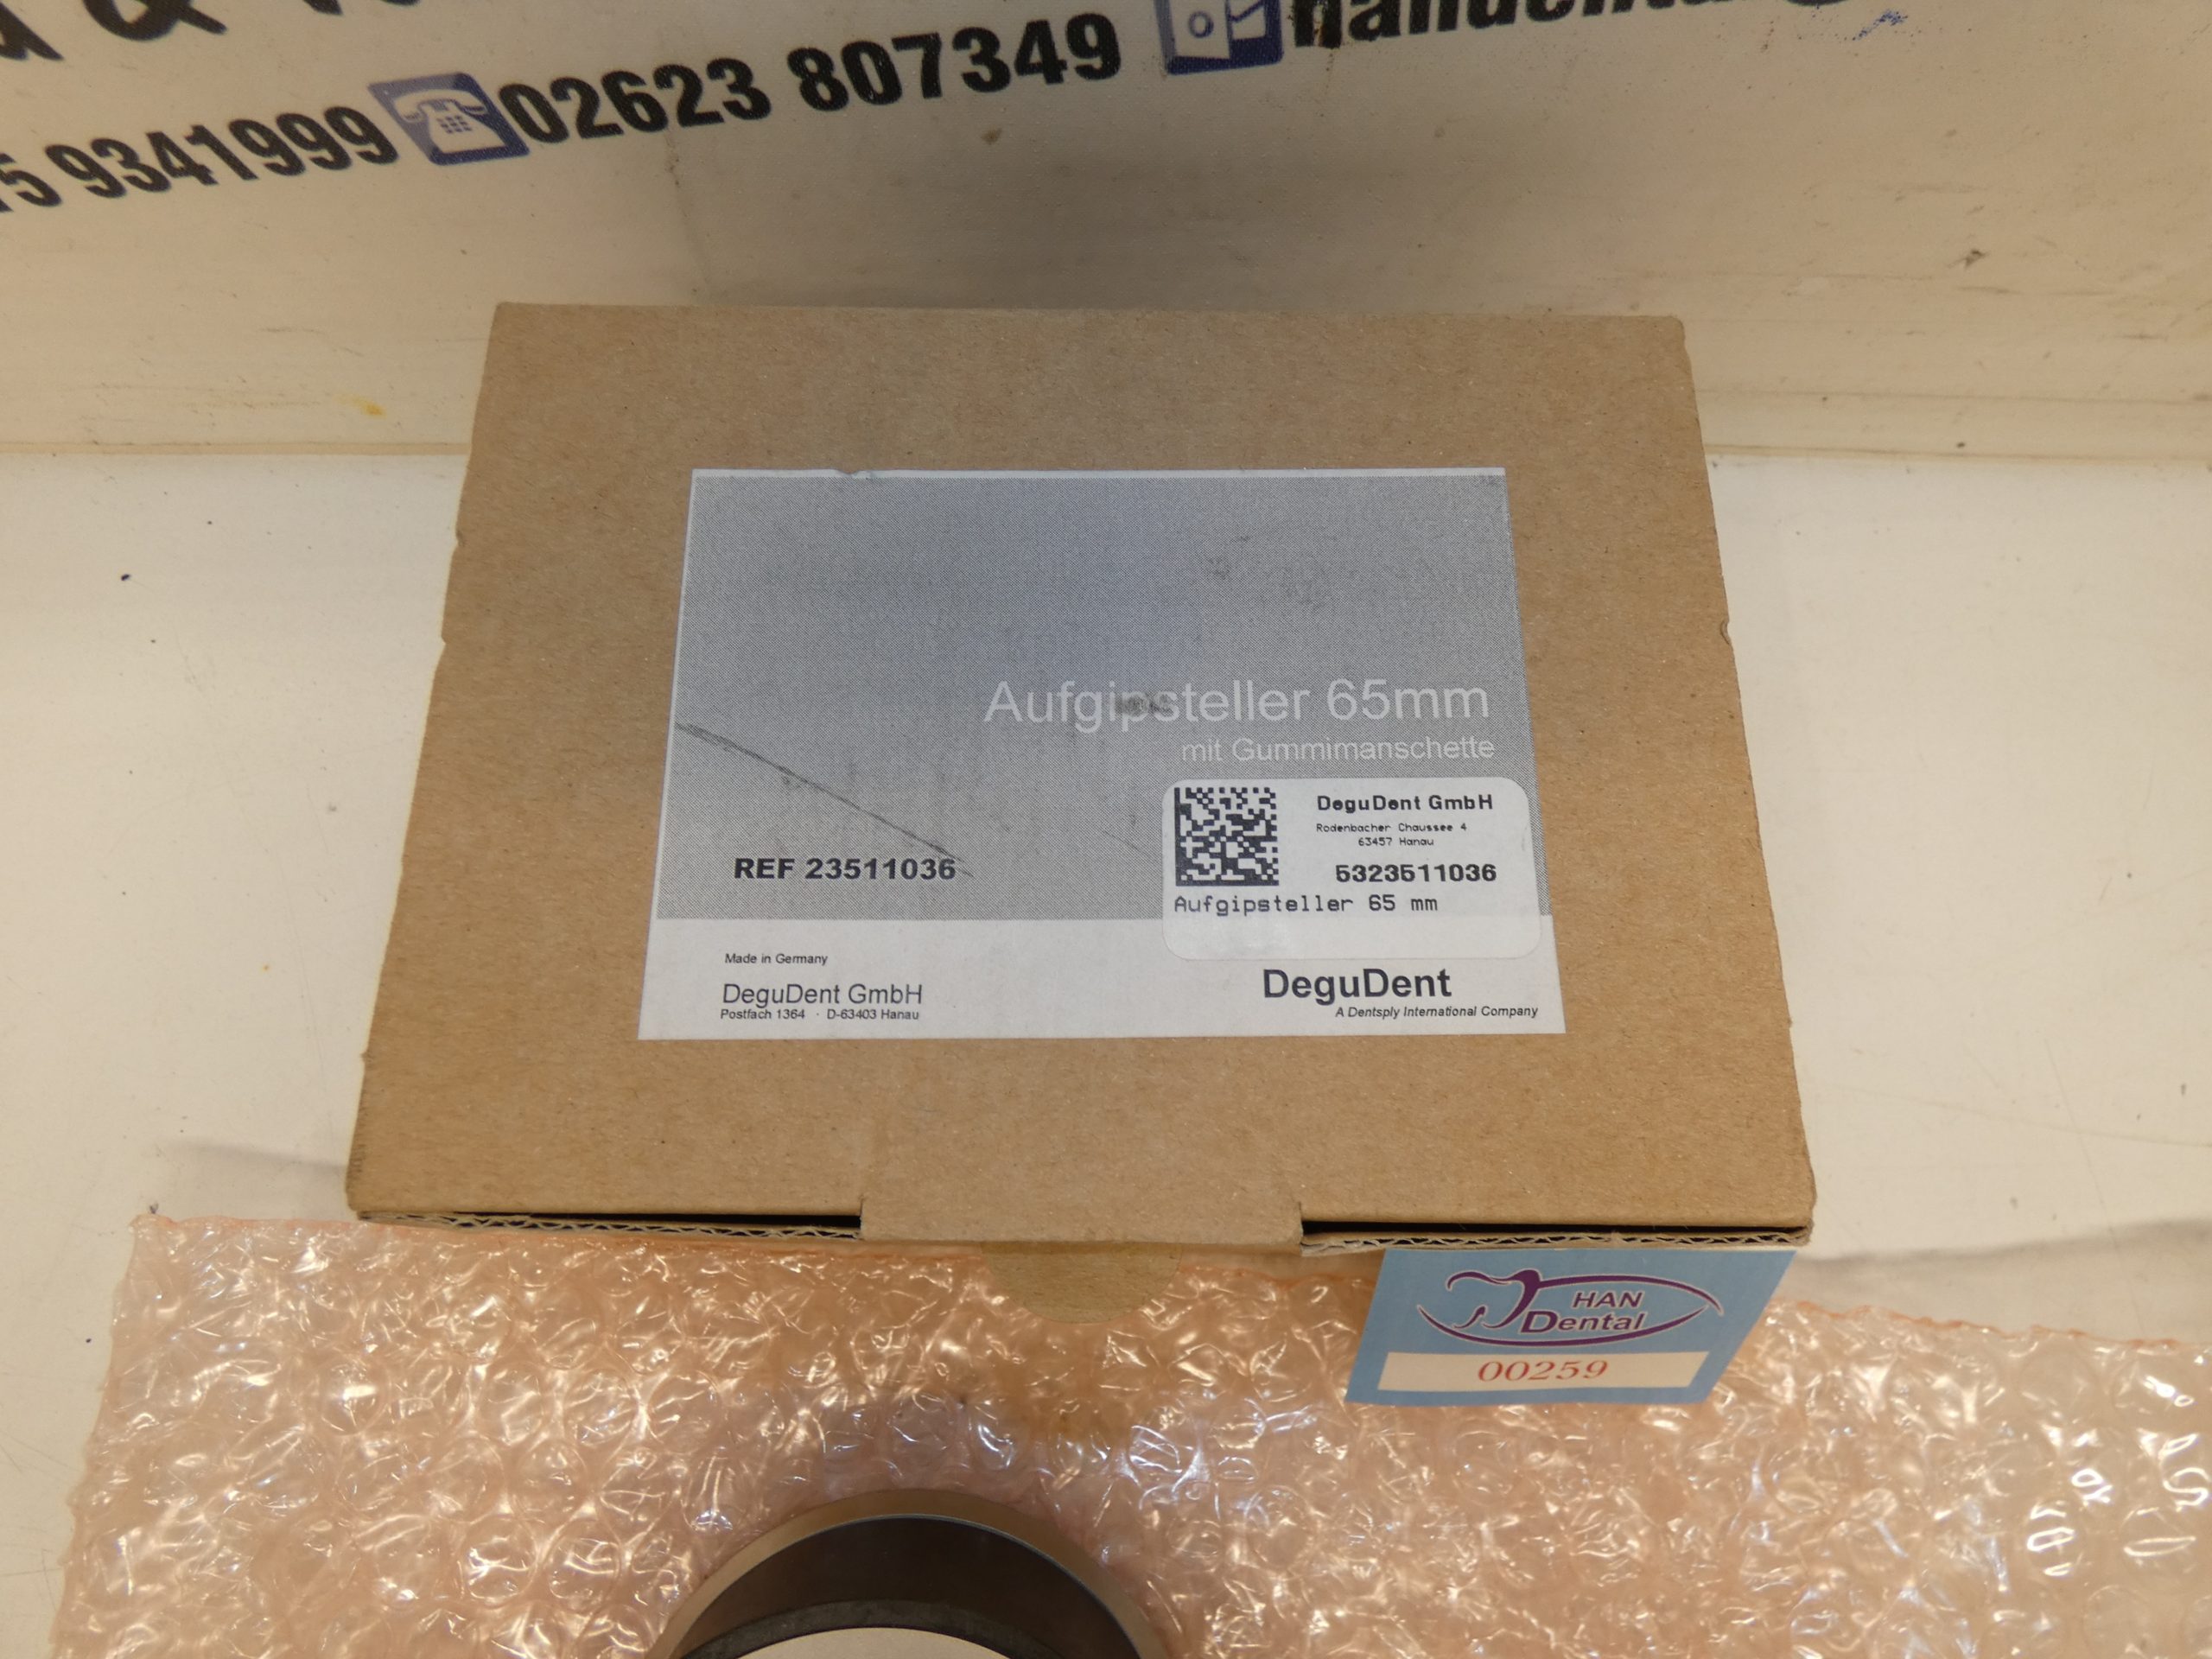 9341999 02623 807349
Aufgipsteller 65mm
mit Gummimanschette
DeguDent GmbH
Rodenbacher Chaussee 4
63457 Hanau
REF 23511036
5323511036
Aufgipsteller 65 mm
Made in Germany
DeguDent GmbH
Postfach 1364 · D-63403 Hanau
DeguDent
A Dentsply International Company
HAN
Dental
00259